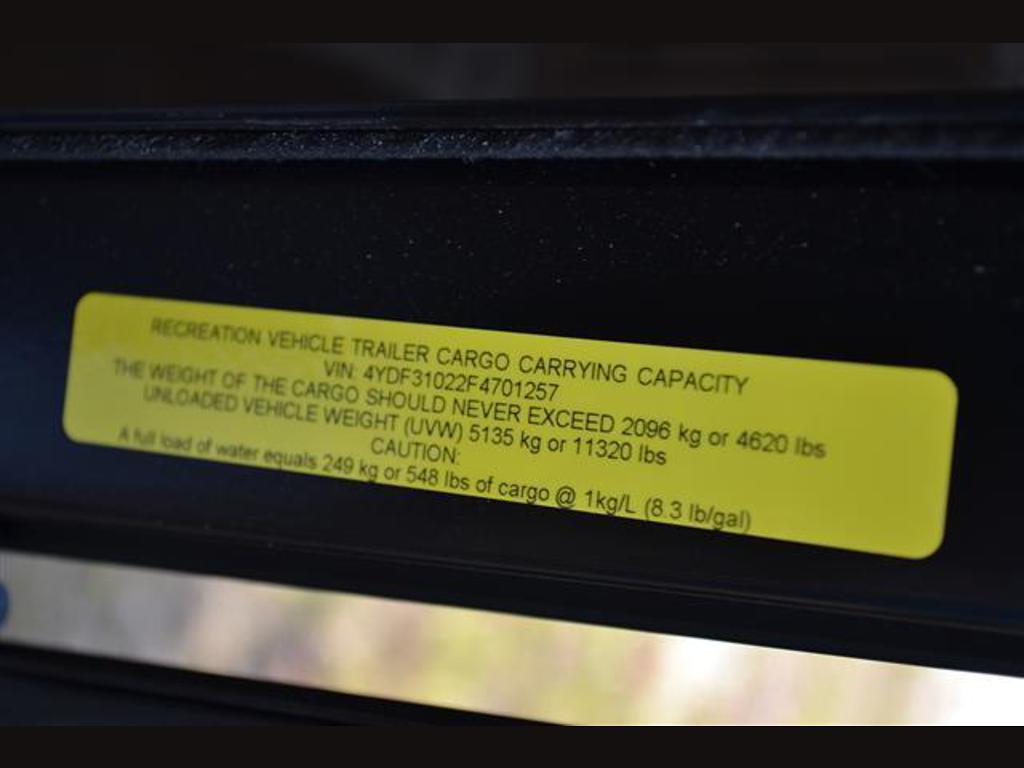 RECREATION VEHICLE TRAILER CARGO CARRYING CAPACITY
VIN: 4YDF31022F4701257
THE WEIGHT OF THE CARGO SHOULD NEVER EXCEED 2096 kg or 4620 lbs
UNLOADED VEHICLE WEIGHT (UVW) 5135 kg or 11320 lbs
CAUTION:
A full load of water equals 249 kg or 548 lbs of cargo @ 1kg/L (8.3 lb/gal)